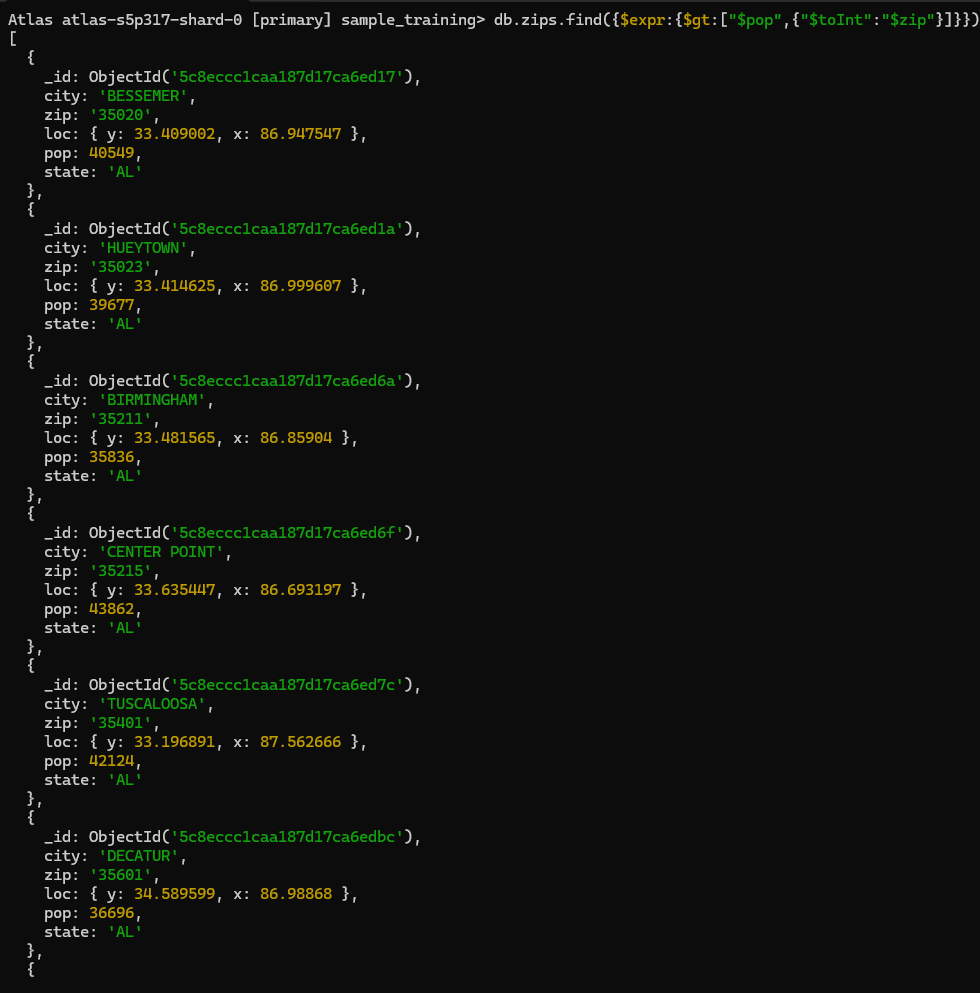 Atlas atlas-s5p317-shard-0 [primary] sample_training> db.zips.find({$expr:{$gt:["$pop",{"$toInt":"$zip"}]}})
[
  {
    _id: ObjectId('5c8eccc1caa187d17ca6ed17'),
    city: 'BESSEMER',
    zip: '35020',
    loc: { y: 33.409002, x: 86.947547 },
    pop: 40549,
    state: 'AL'
  },
  {
    _id: ObjectId('5c8eccc1caa187d17ca6ed1a'),
    city: 'HUEYTOWN',
    zip: '35023',
    loc: { y: 33.414625, x: 86.999607 },
    pop: 39677,
    state: 'AL'
  },
  {
    _id: ObjectId('5c8eccc1caa187d17ca6ed6a'),
    city: 'BIRMINGHAM',
    zip: '35211',
    loc: { y: 33.481565, x: 86.85904 },
    pop: 35836,
    state: 'AL'
  },
  {
    _id: ObjectId('5c8eccc1caa187d17ca6ed6f'),
    city: 'CENTER POINT',
    zip: '35215',
    loc: { y: 33.635447, x: 86.693197 },
    pop: 43862,
    state: 'AL'
  },
  {
    _id: ObjectId('5c8eccc1caa187d17ca6ed7c'),
    city: 'TUSCALOOSA',
    zip: '35401',
    loc: { y: 33.196891, x: 87.562666 },
    pop: 42124,
    state: 'AL'
  },
  {
    _id: ObjectId('5c8eccc1caa187d17ca6edbc'),
    city: 'DECATUR',
    zip: '35601',
    loc: { y: 34.589599, x: 86.98868 },
    pop: 36696,
    state: 'AL'
  },
  {